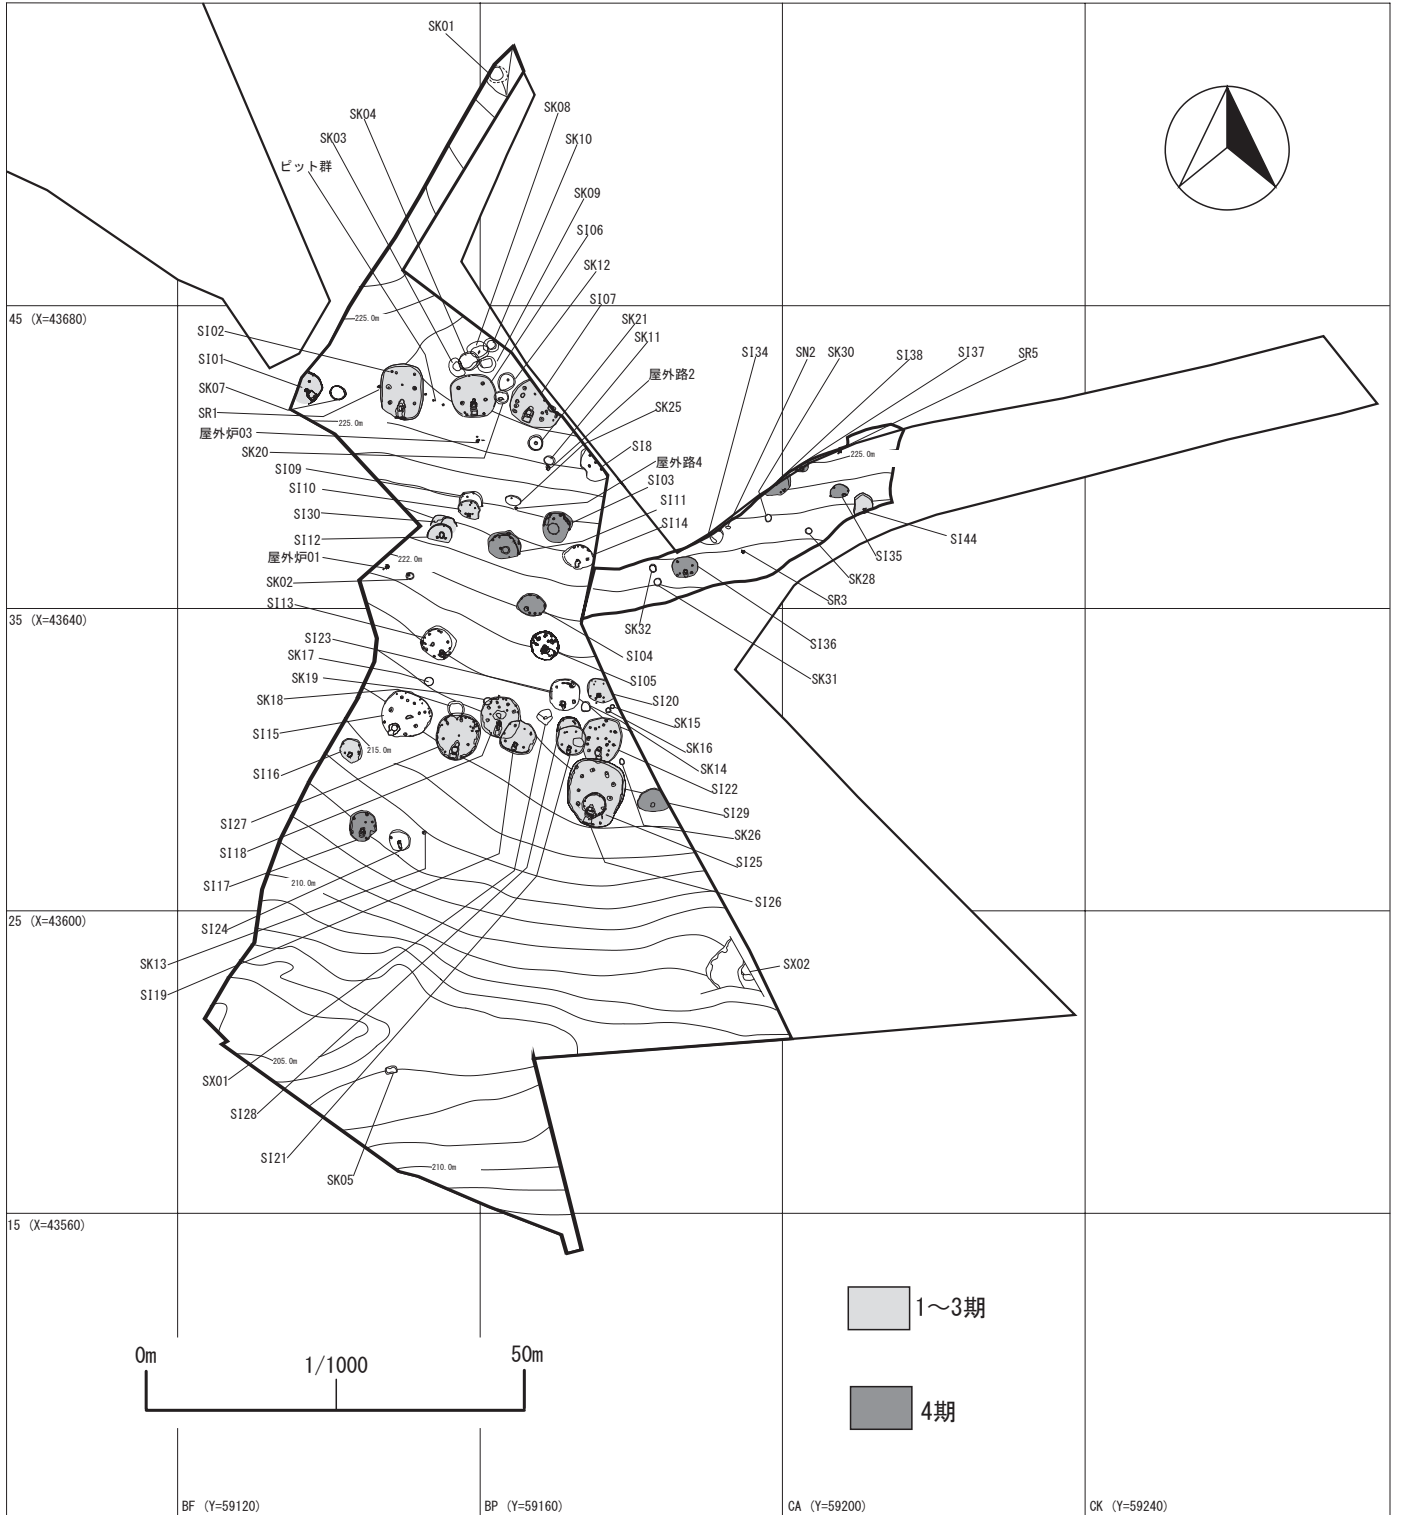 SK01
SK04
SK08
SK03
SK10
ピット群
SK09
SI06
SK12
SI07
45 (X=43680)
225.0m
SK21
SI02
SK11
SI01
SI34
SN2
SK30
SI38
SI37
SR5
SK07
屋外路2
SR1
SK25
225.0m
屋外炉03
SI8
225.0m
SK20
屋外路4
SI09
SI03
SI10
SI11
SI30
SI14
SI12
SI44
屋外炉01
222.0m
SI35
SK02
SK28
SI13
SR3
35 (X=43640)
SK32
SI23
SI36
SK17
SI04
SK19
SI05
SK31
SK18
SI20
SI15
SK15
215.0m
SK16
SI16
SK14
SI22
SI29
SI27
SK26
SI18
SI25
SI17
210.0m
SI26
25 (X=43600)
SI24
SK13
SX02
SI19
205.0m
SX01
SI28
SI21
210.0m
SK05
15 (X=43560)
1～3期
0m
1/1000
50m
4期
BF (Y=59120)
BP (Y=59160)
CA (Y=59200)
CK (Y=59240)